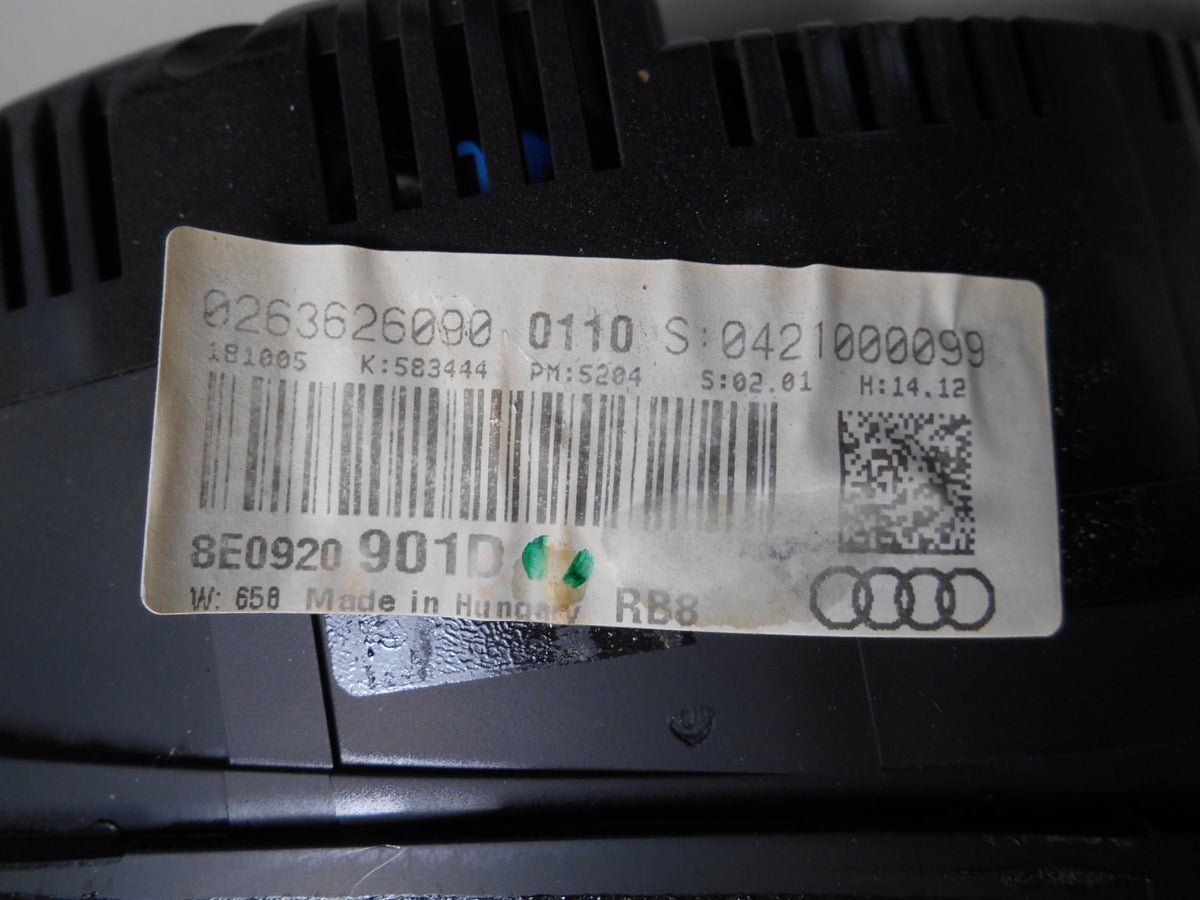 0263626090 0110 S:0421000099
181005 K:583444 PM:5204 S:02.01 H:14.12
8E0920 901D
W: 658 Made in Hungary RB8